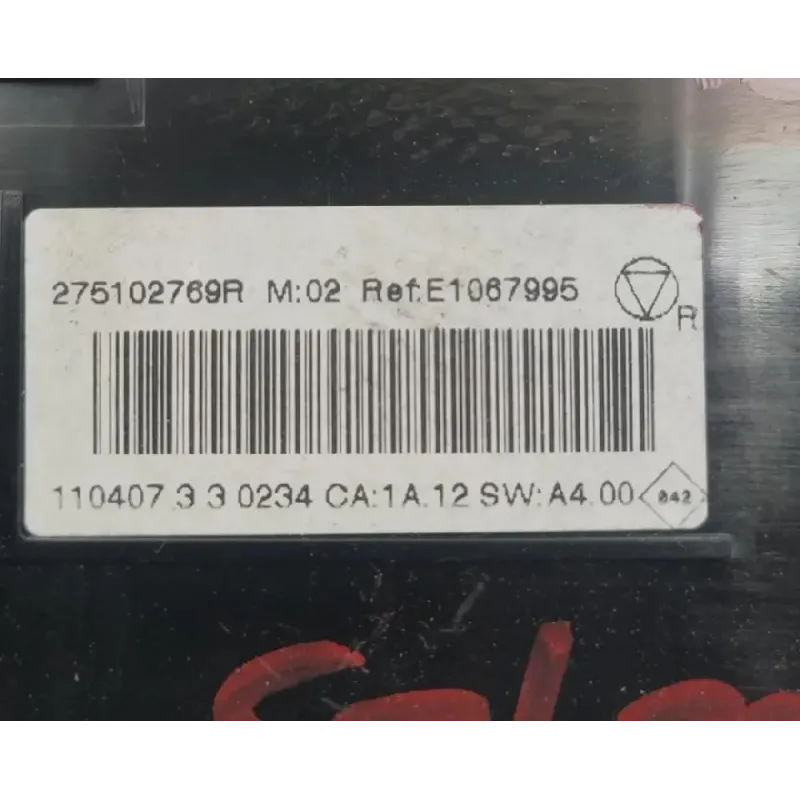 275102769R M:02 Ref:E1067995
R
110407 3 3 0234 CA:1A.12 SW:A4.00
842